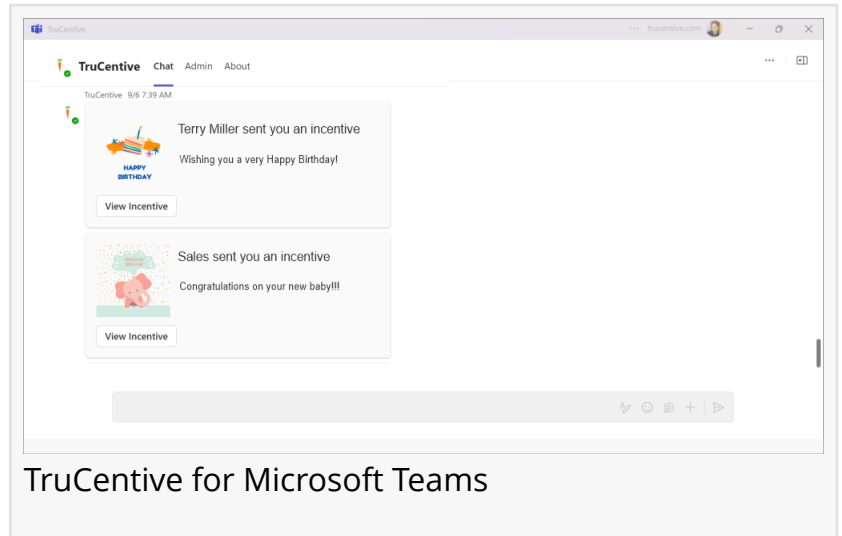 TruCentive
trucentive.com
TruCentive Chat Admin About
TruCentive 9/6 7:39 AM
Terry Miller sent you an incentive
Wishing you a very Happy Birthday!
HAPPY
BIRTHDAY
View Incentive
Sales sent you an incentive
Congratulations on your new baby!!!
View Incentive
TruCentive for Microsoft Teams